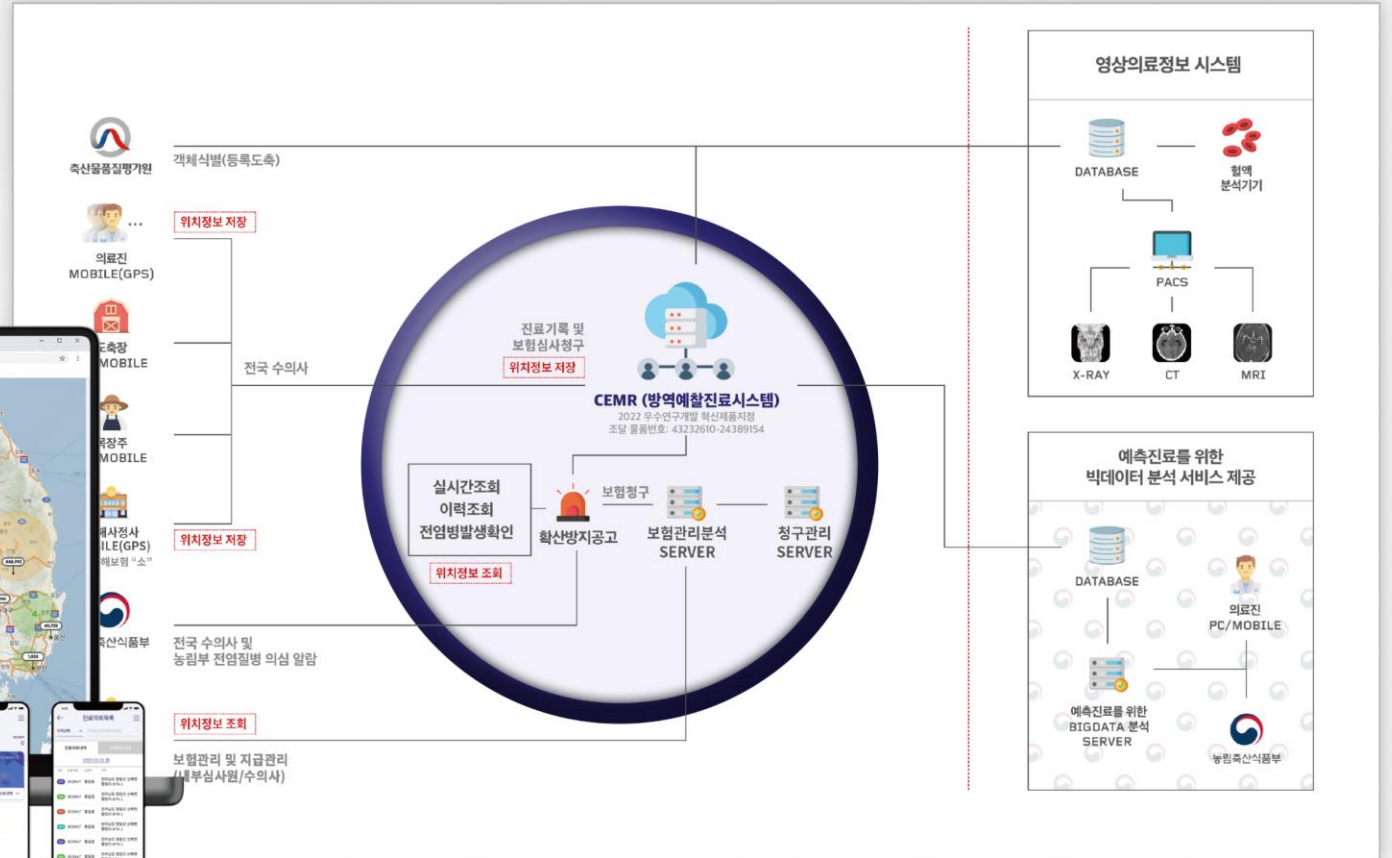 축산물품질평가원
객체식별(등록도축)
위치정보 저장
의료진
MOBILE(GPS)
도축장
MOBILE
전국 수의사
목장주
MOBILE
위치정보 저장
전국 수의사 및
농림부 전염질병 의심 알람
위치정보 조회
보험관리 및 지급관리
(내부심사원/수의사)
진료의뢰목록
진료기록 및
보험심사청구
위치정보 저장
CEMR (방역예찰진료시스템)
2022 우수연구개발 혁신제품지정
조달 물품번호: 43232610-24389154
실시간조회
이력조회
전염병발생확인
위치정보 조회
확산방지공고
보험청구
보험관리분석
SERVER
청구관리
SERVER
영상의료정보 시스템
DATABASE
혈액
분석기기
PACS
X-RAY
CT
MRI
예측진료를 위한
빅데이터 분석 서비스 제공
DATABASE
의료진
PC/MOBILE
예측진료를 위한
BIGDATA 분석
SERVER
농림축산식품부